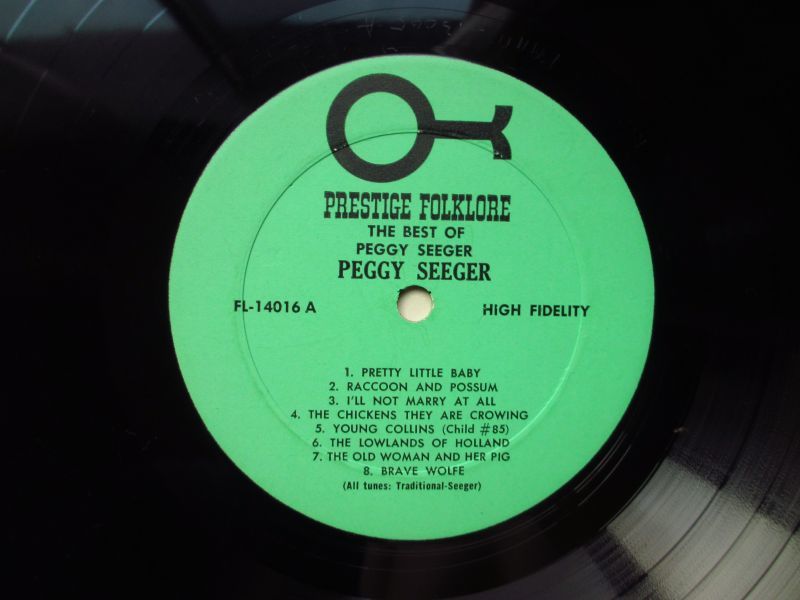 PRESTIGE FOLKLORE
THE BEST OF
PEGGY SEEGER
PEGGY SEEGER
FL-14016 A
HIGH FIDELITY
1. PRETTY LITTLE BABY
2. RACCOON AND POSSUM
3. I'LL NOT MARRY AT ALL
4. THE CHICKENS THEY ARE CROWING
5. YOUNG COLLINS (Child #85)
6. THE LOWLANDS OF HOLLAND
7. THE OLD WOMAN AND HER PIG
8. BRAVE WOLFE
(All tunes: Traditional-Seeger)